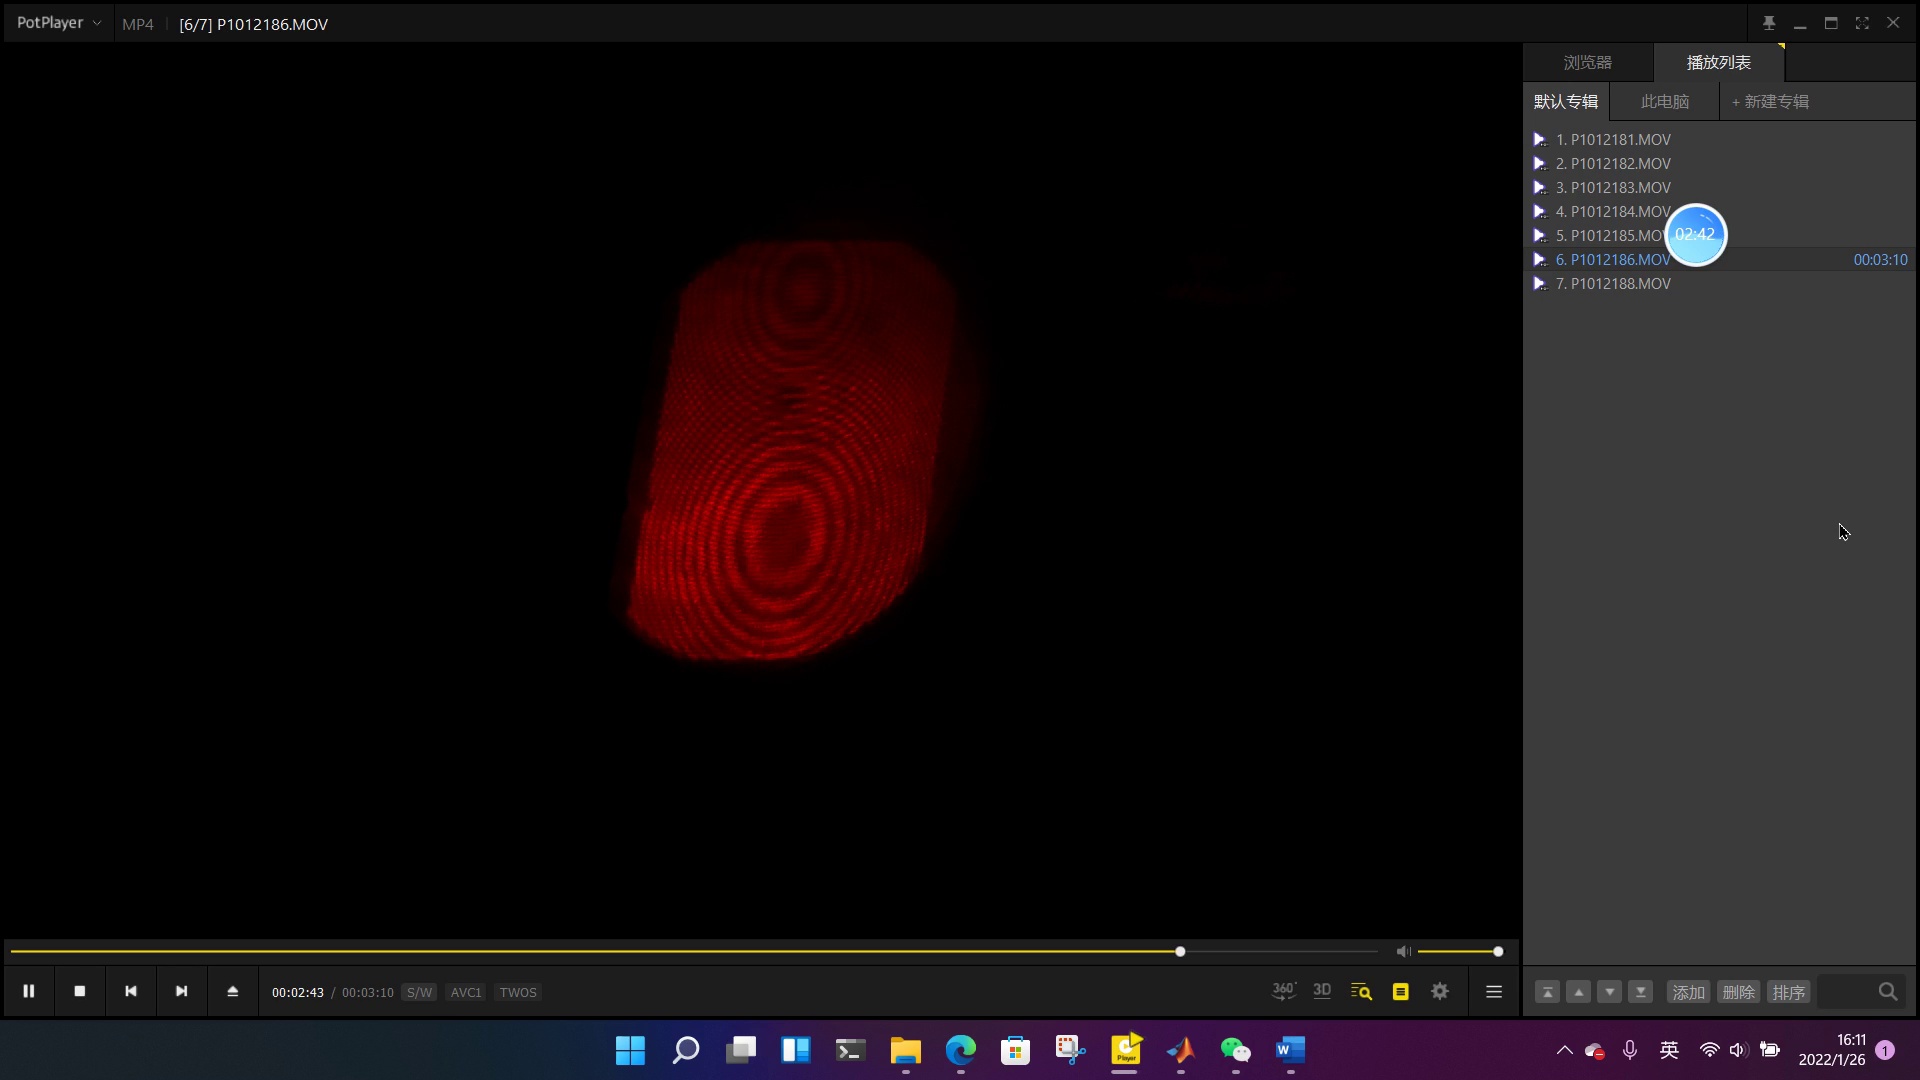 PotPlayer
MP4
[6/7] P1012186.MOV
浏览器
播放列表
默认专辑
此电脑
+ 新建专辑
1. P1012181.MOV
2. P1012182.MOV
3. P1012183.MOV
4. P1012184.MOV
5. P1012185.MOV
02:42
6. P1012186.MOV
00:03:10
7. P1012188.MOV
00:02:43 / 00:03:10
S/W
AVC1
TWOS
360°
3D
添加
删除
排序
Player
W
英
16:11
2022/1/26
1